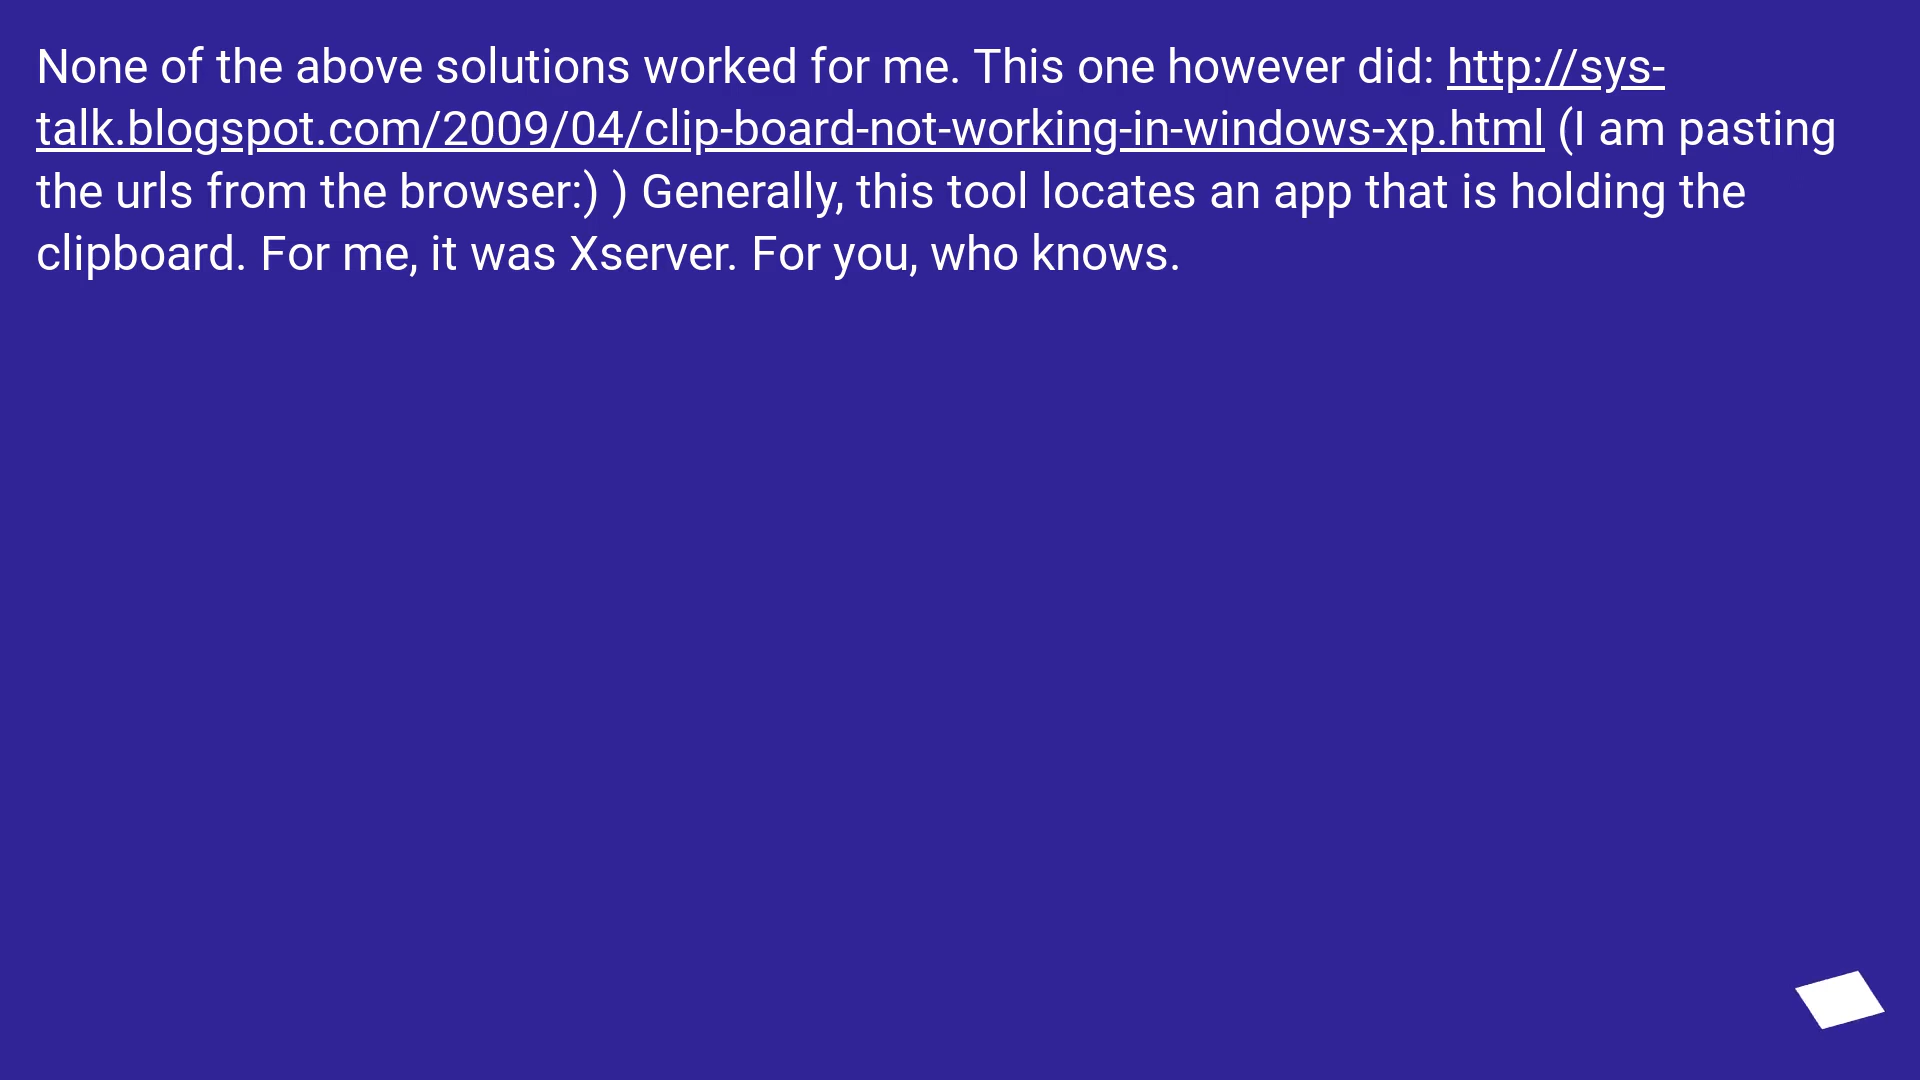 None of the above solutions worked for me. This one however did: http://sys-
talk.blogspot.com/2009/04/clip-board-not-working-in-windows-xp.html (I am pasting
the urls from the browser:) ) Generally, this tool locates an app that is holding the
clipboard. For me, it was Xserver. For you, who knows.